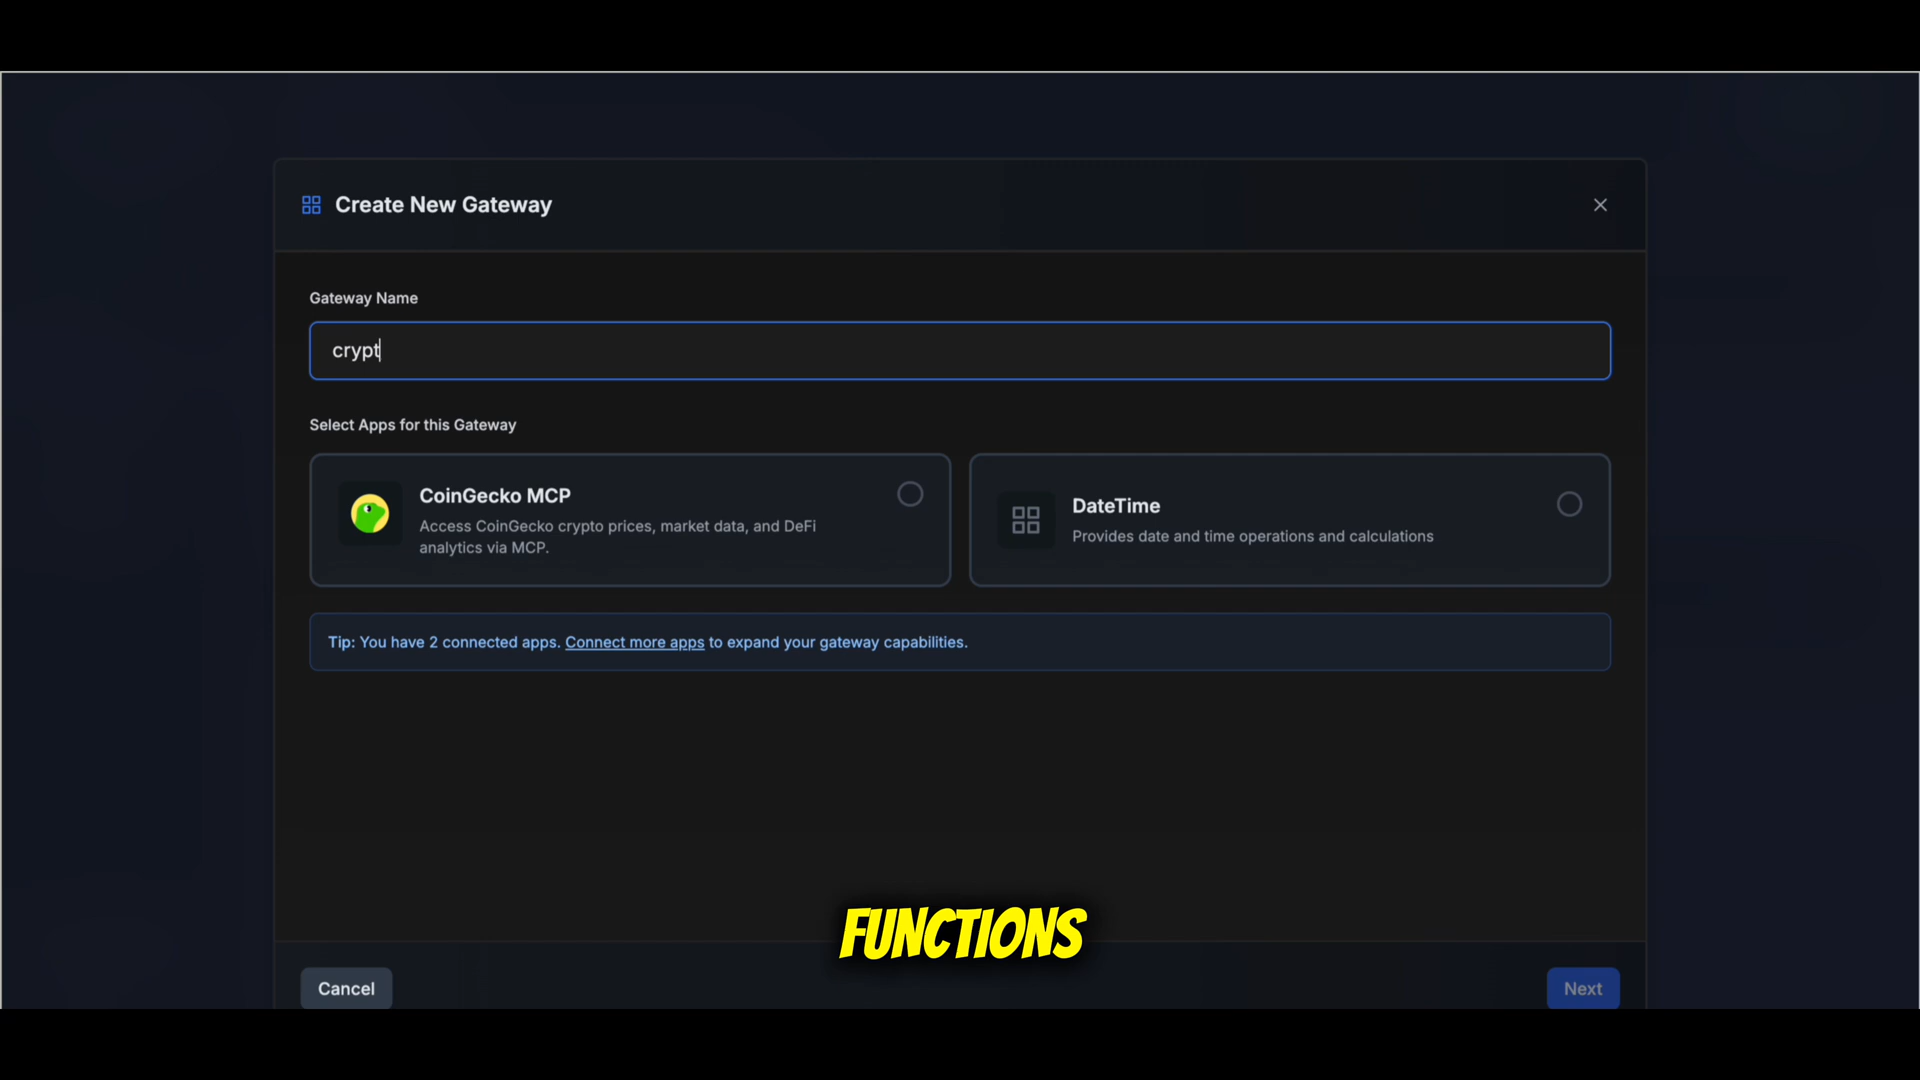 Create New Gateway
Gateway Name
crypt
Select Apps for this Gateway
CoinGecko MCP
Access CoinGecko crypto prices, market data, and DeFi
analytics via MCP.
DateTime
Provides date and time operations and calculations
Tip: You have 2 connected apps. Connect more apps to expand your gateway capabilities.
FUNCTIONS
Cancel
Next